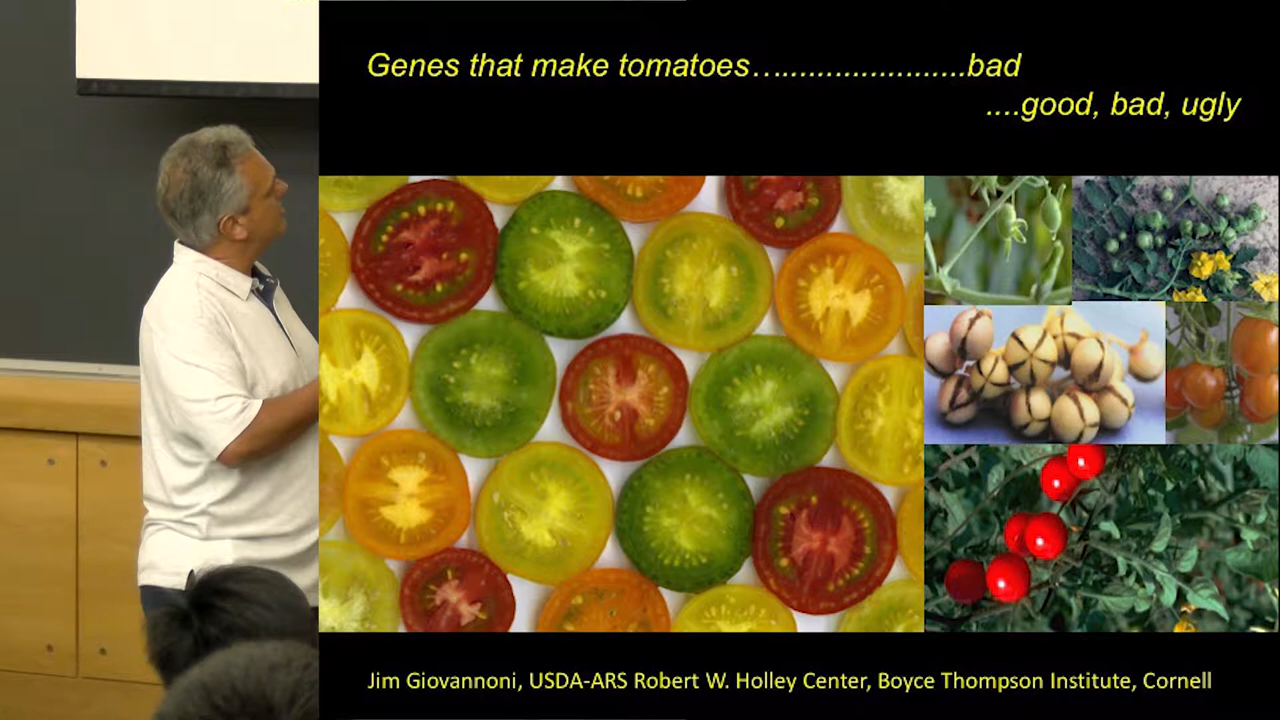 Genes that make tomatoes…......................bad
....good, bad, ugly
Jim Giovannoni, USDA-ARS Robert W. Holley Center, Boyce Thompson Institute, Cornell